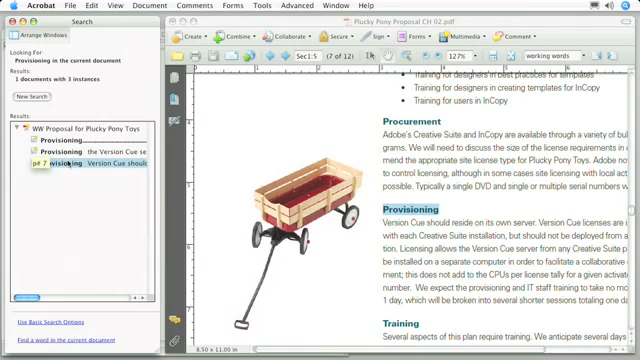 Acrobat File Edit View Document Comments Forms Tools Advanced Window Help
Search
Arrange Windows
Looking For:
Provisioning in the current document
Results:
1 documents with 3 instances
New Search
Results:
WW Proposal for Plucky Pony Toys
Provisioning
Provisioning the Version Cue se
p# 7 visioning Version Cue should
Use Basic Search Options
Find a word in the current document
Plucky Pony Proposal CH 02.pdf
Create Combine Collaborate Secure Forms Multimedia Comment
Sec1:5 (7 of 12) 127% working words
Training for designers in best practices for templates
Training for designers in creating templates for InCopy
Training for users in InCopy
Procurement
Adobe's Creative Suite and InCopy are available through a variety of bul
grams. We will need to discuss the size of the license requirements in
mend the appropriate site license type for Plucky Pony Toys. Adobe no
to control licensing, although in some cases site licensing with local ac
possible. Typically a single DVD and single or multiple serial numbers w
Provisioning
Version Cue should reside on its own server. Version Cue licenses are i
with each Creative Suite installation, but should not be deployed from a
tion. Licensing allows the Version Cue server from any Creative Suite p
be installed on a separate computer in order to facilitate a collaborative
ment; this does not add to the CPUs per license tally for a given activat
number. We expect the provisioning and IT staff training to take no mo
1 day, which will be broken into several shorter sessions totaling one da
Training
Several aspects of this plan require training. We anticipate several days
8.50 x 11.00 in